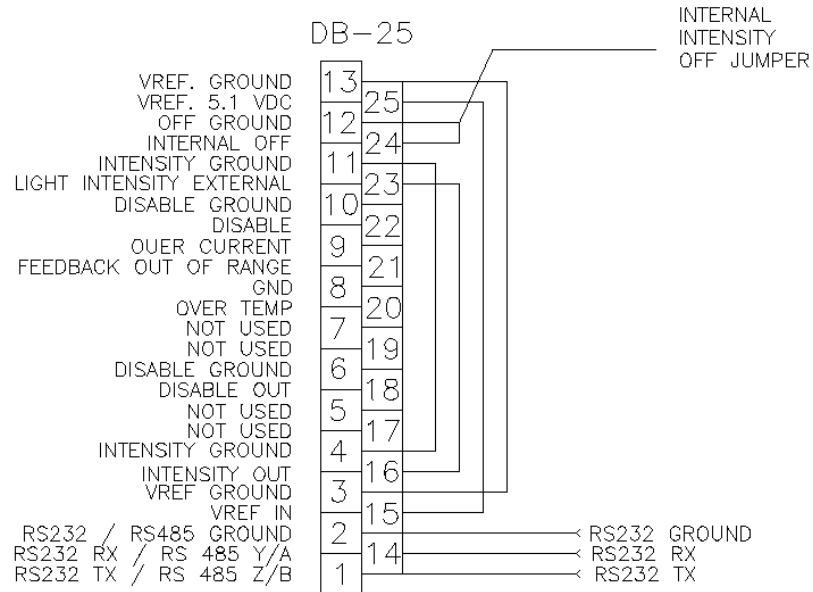 DB-25
INTERNAL
INTENSITY
OFF JUMPER
VREF. GROUND 13
VREF. 5.1 VDC 25
OFF GROUND 12
INTERNAL OFF 24
INTENSITY GROUND 11
LIGHT INTENSITY EXTERNAL 23
DISABLE GROUND 10
DISABLE 22
OUER CURRENT 9
FEEDBACK OUT OF RANGE 21
GND 8
OVER TEMP 20
NOT USED 7
NOT USED 19
DISABLE GROUND 6
DISABLE OUT 18
NOT USED 5
NOT USED 17
INTENSITY GROUND 4
INTENSITY OUT 16
VREF GROUND 3
VREF IN 15
RS232 / RS485 GROUND 2 RS232 GROUND
RS232 RX / RS 485 Y/A 14 RS232 RX
RS232 TX / RS 485 Z/B 1 RS232 TX